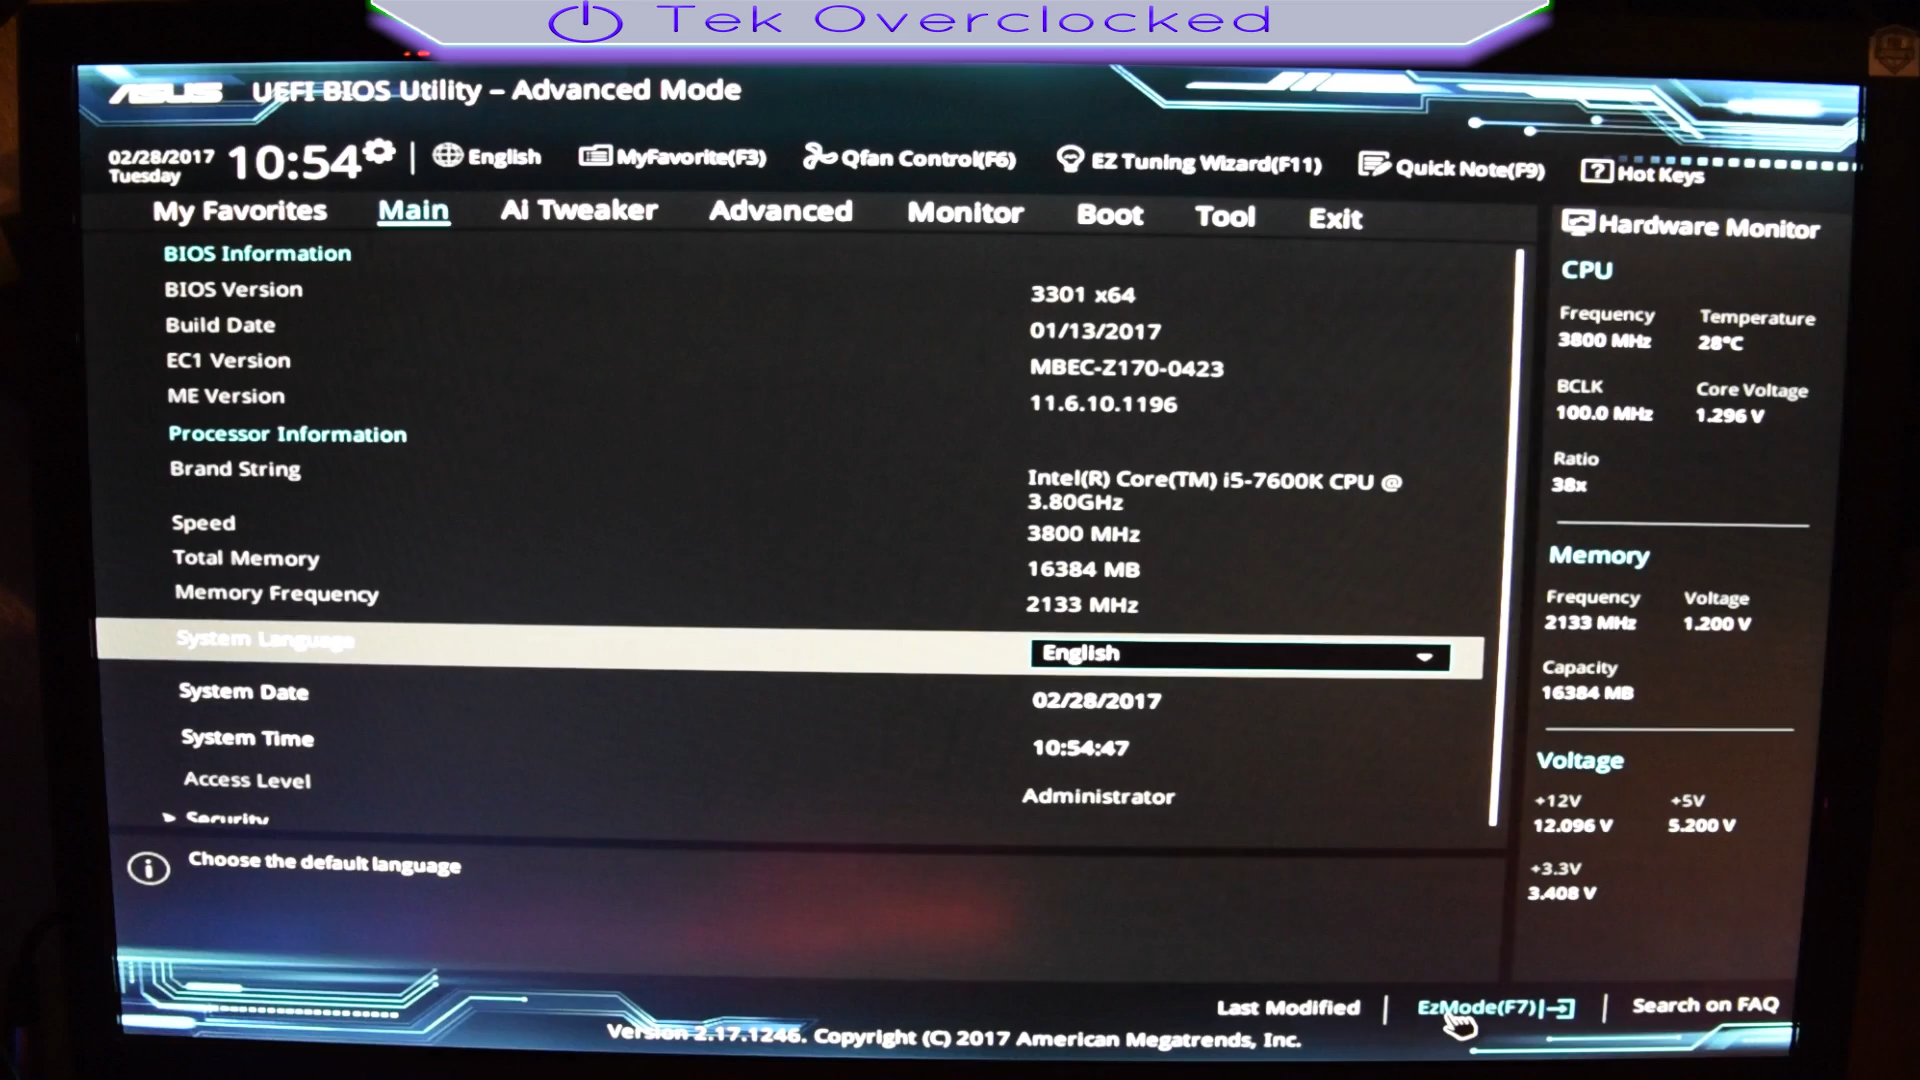 Tek Overclocked
ASUS UEFI BIOS Utility – Advanced Mode
02/28/2017 10:54
Tuesday
English MyFavorite(F3) Qfan Control(F6) EZ Tuning Wizard(F11) Quick Note(F9) ? Hot Keys
My Favorites Main Ai Tweaker Advanced Monitor Boot Tool Exit
BIOS Information
BIOS Version 3301 x64
Build Date 01/13/2017
EC1 Version MBEC-Z170-0423
ME Version 11.6.10.1196
Processor Information
Brand String Intel(R) Core(TM) i5-7600K CPU @
3.80GHz
Speed 3800 MHz
Total Memory 16384 MB
Memory Frequency 2133 MHz
System Language English
System Date 02/28/2017
System Time 10:54:47
Access Level Administrator
Security
Choose the default language
Hardware Monitor
CPU
Frequency Temperature
3800 MHz 28°C
BCLK Core Voltage
100.0 MHz 1.296 V
Ratio
38x
Memory
Frequency Voltage
2133 MHz 1.200 V
Capacity
16384 MB
Voltage
+12V +5V
12.096 V 5.200 V
+3.3V
3.408 V
Last Modified EzMode(F7) Search on FAQ
Version 2.17.1246. Copyright (C) 2017 American Megatrends, Inc.